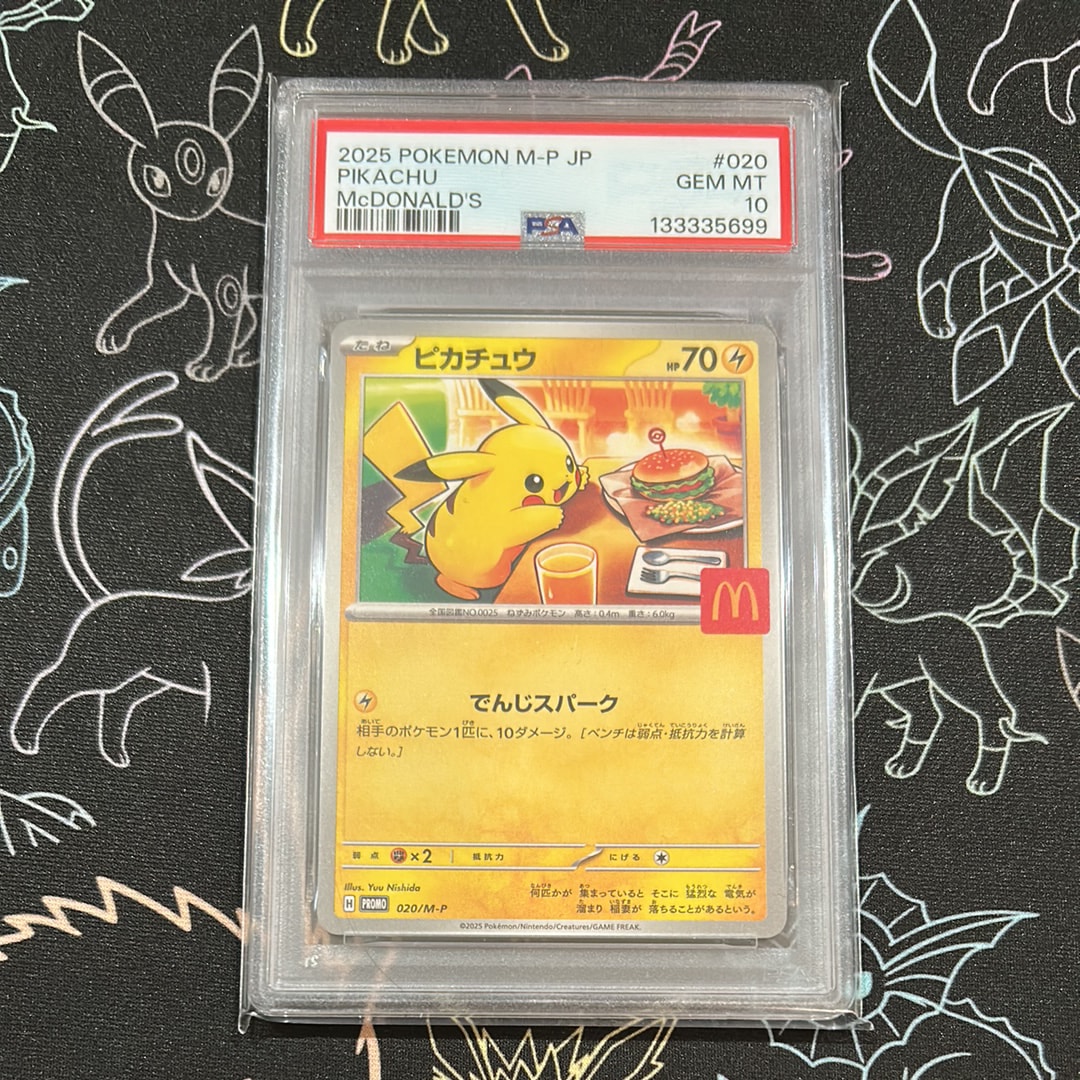 2025 POKEMON M-P JP
#020
PIKACHU
GEM MT
McDONALD'S
10
PSA
133335699
たね
ピカチュウ
HP70
全国図鑑NO.0025 ねずみポケモン 高さ:0.4m 重さ:6.0kg
でんじスパーク
相手のポケモン1匹に、10ダメージ。[ベンチは弱点・抵抗力を計算
しない。]
弱点 ×2 抵抗力 にげる
Illus. Yuu Nishida
何匹かが 集まっていると そこに 猛烈な 電気が
溜まり 稲妻が 落ちることがあるという。
H PROMO 020/M-P
©2025 Pokémon/Nintendo/Creatures/GAME FREAK.